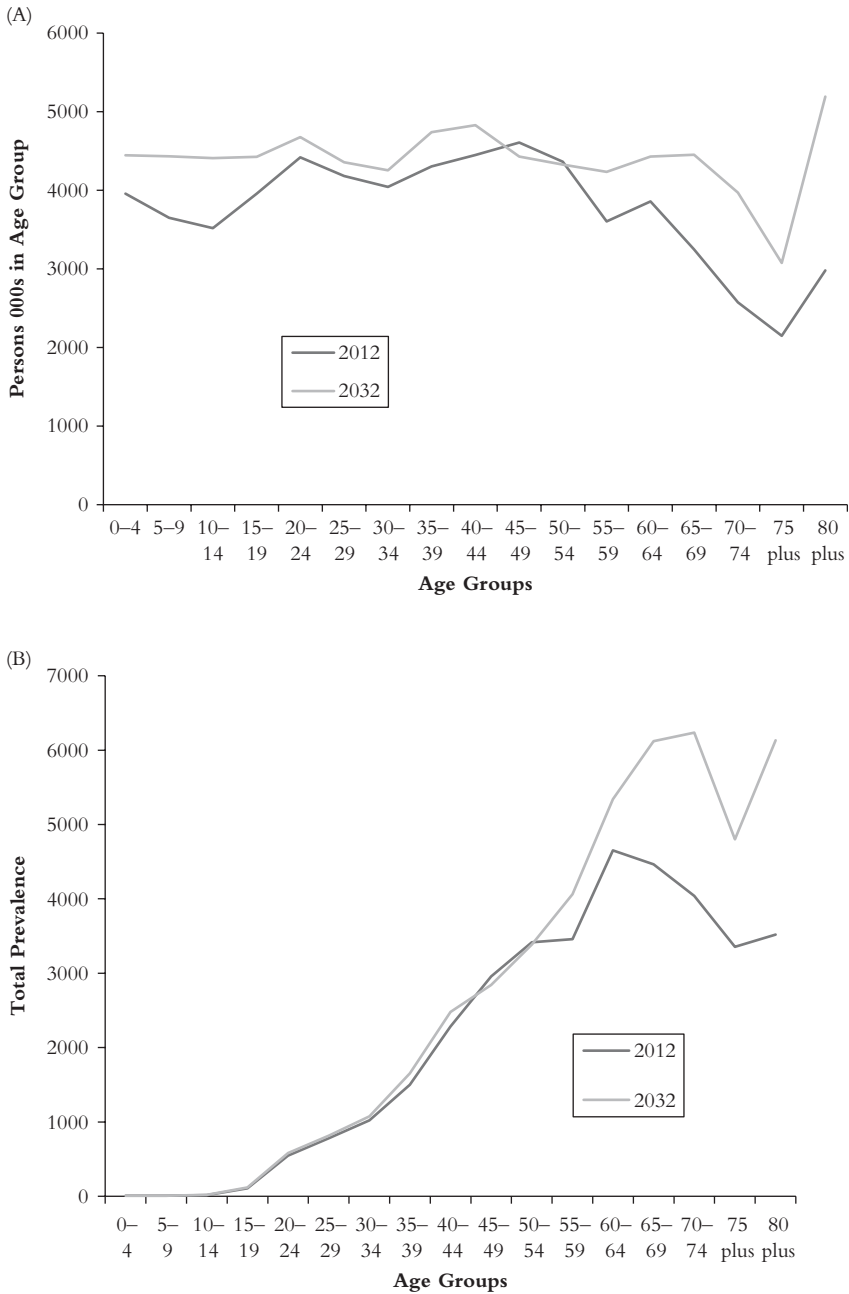 (A)
6000
5000
4000
3000
2000
1000
0
Persons 000s in Age Group
2012
2032
0–4 5–9 10– 15– 20– 25– 30– 35– 40– 45– 50– 55– 60– 65– 70– 75 80
14 19 24 29 34 39 44 49 54 59 64 69 74 plus plus
Age Groups
(B)
7000
6000
5000
4000
3000
2000
1000
0
Total Prevalence
2012
2032
0– 5– 10– 15– 20– 25– 30– 35– 40– 45– 50– 55– 60– 65– 70– 75 80
4 9 14 19 24 29 34 39 44 49 54 59 64 69 74 plus plus
Age Groups